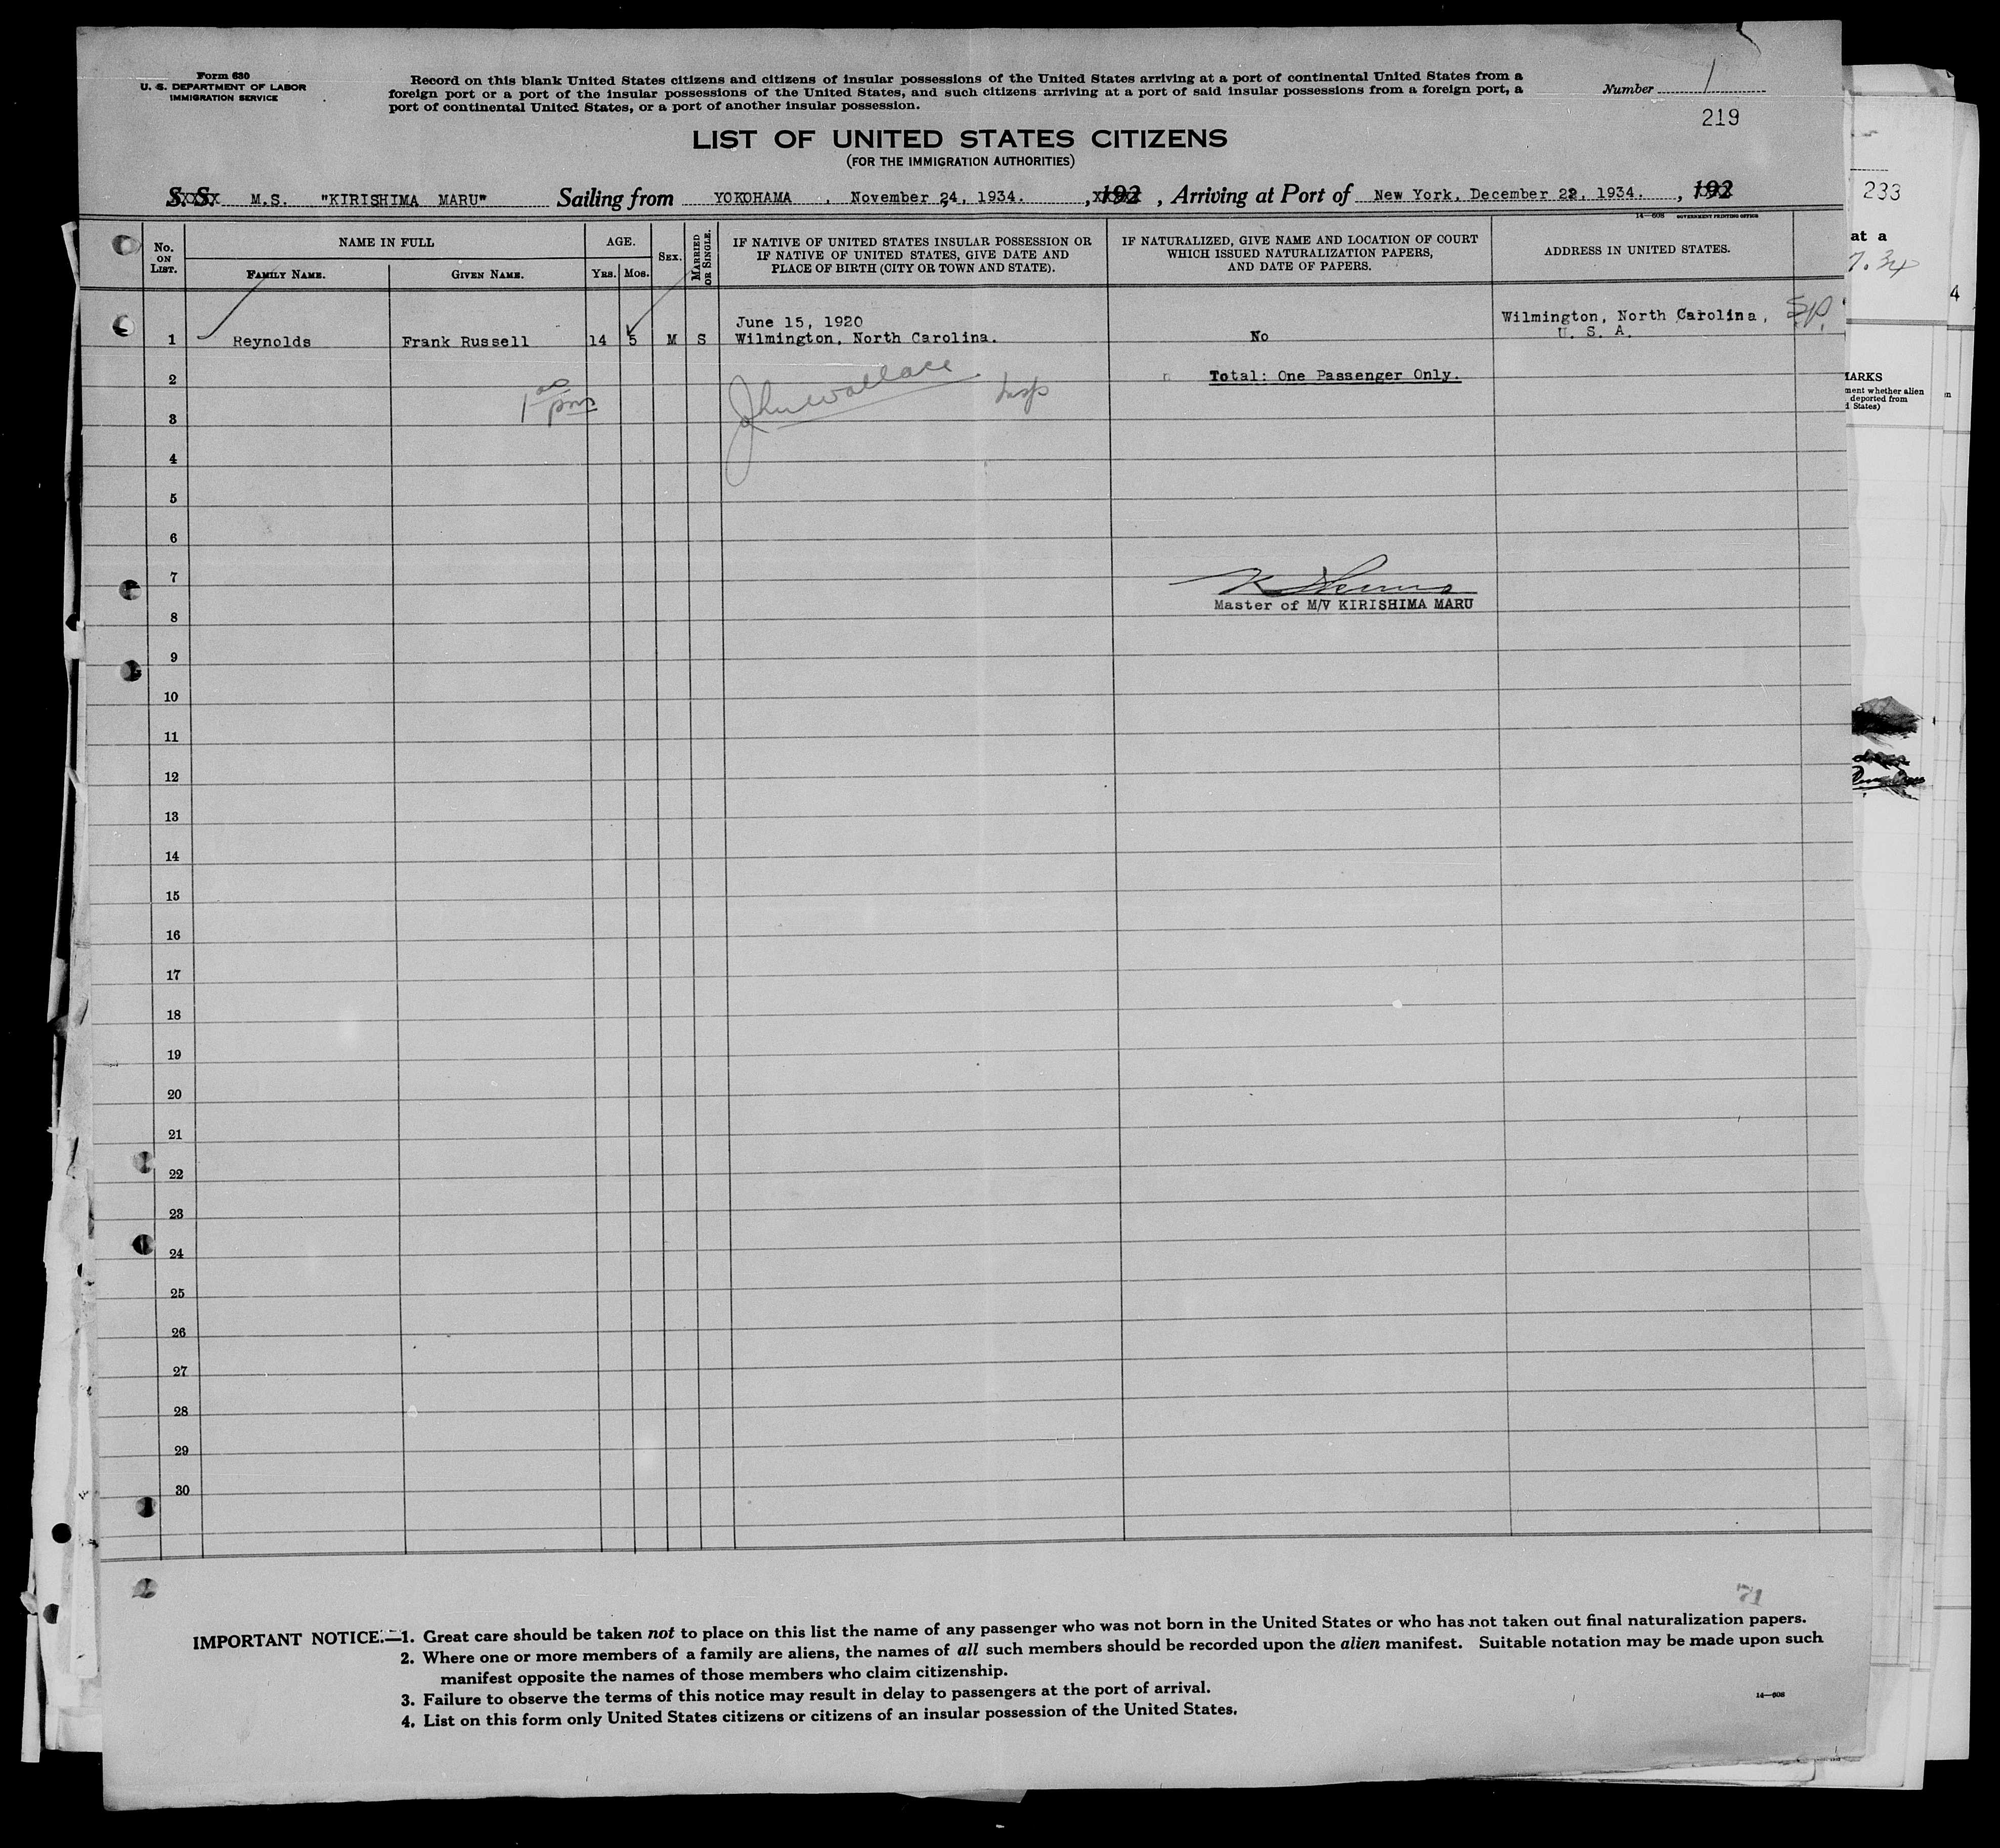 Form 630
U. S. DEPARTMENT OF LABOR
IMMIGRATION SERVICE
Record on this blank United States citizens and citizens of insular possessions of the United States arriving at a port of continental United States from a
foreign port or a port of the insular possessions of the United States, and such citizens arriving at a port of said insular possessions from a foreign port, a
port of continental United States, or a port of another insular possession.
Number 1
219
LIST OF UNITED STATES CITIZENS
(FOR THE IMMIGRATION AUTHORITIES)
S. S. M.S. "KIRISHIMA MARU" Sailing from YOKOHAMA, November 24, 1934. , 192 , Arriving at Port of New York, December 22, 1934. , 192
14—608 GOVERNMENT PRINTING OFFICE
No. ON LIST.
NAME IN FULL
FAMILY NAME.
GIVEN NAME.
AGE.
YRS.
MOS.
SEX.
MARRIED OR SINGLE.
IF NATIVE OF UNITED STATES INSULAR POSSESSION OR
IF NATIVE OF UNITED STATES, GIVE DATE AND
PLACE OF BIRTH (CITY OR TOWN AND STATE).
IF NATURALIZED, GIVE NAME AND LOCATION OF COURT
WHICH ISSUED NATURALIZATION PAPERS,
AND DATE OF PAPERS.
ADDRESS IN UNITED STATES.
June 15, 1920
Wilmington, North Carolina,
1 Reynolds Frank Russell 14 5 M S Wilmington, North Carolina. No U. S. A.
2 Total: One Passenger Only.
1 00 pm
John Wallace Insp
3
4
5
6
7
Master of M/V KIRISHIMA MARU
8
9
10
11
12
13
14
15
16
17
18
19
20
21
22
23
24
25
26
27
28
29
30
71
IMPORTANT NOTICE.—1. Great care should be taken not to place on this list the name of any passenger who was not born in the United States or who has not taken out final naturalization papers.
2. Where one or more members of a family are aliens, the names of all such members should be recorded upon the alien manifest. Suitable notation may be made upon such
manifest opposite the names of those members who claim citizenship.
3. Failure to observe the terms of this notice may result in delay to passengers at the port of arrival.
4. List on this form only United States citizens or citizens of an insular possession of the United States.
14—608
233
at a
4